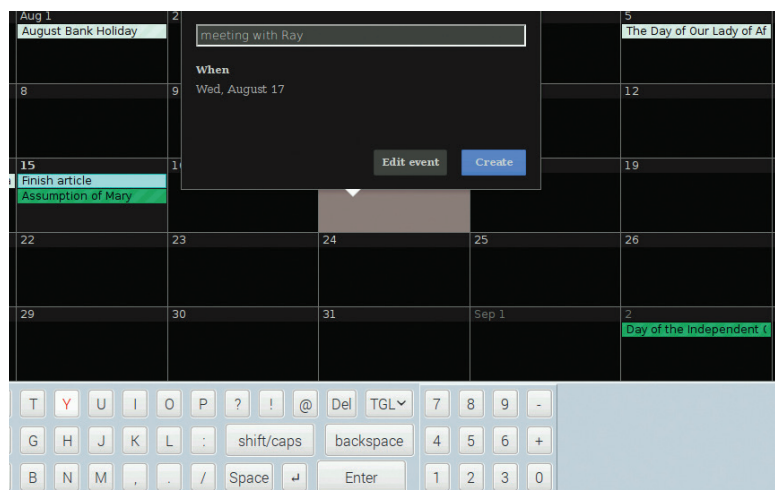 Aug 1
2
5
August Bank Holiday
The Day of Our Lady of Af
meeting with Ray
When
Wed, August 17
8
9
12
Edit event
Create
15
1
19
Finish article
Assumption of Mary
22
23
24
25
26
29
30
31
Sep 1
2
Day of the Independent
T Y U I O P ? ! @ Del TGL 7 8 9 -
G H J K L : shift/caps backspace 4 5 6 +
B N M , . / Space ↵ Enter 1 2 3 0